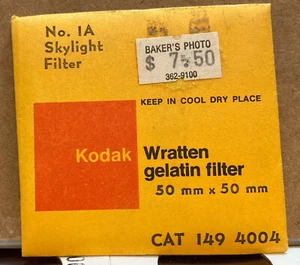 No. 1A
Skylight
Filter
BAKER'S PHOTO
$ 7.50
362-9100
KEEP IN COOL DRY PLACE
Kodak
Wratten
gelatin filter
50 mm x 50 mm
CAT 149 4004